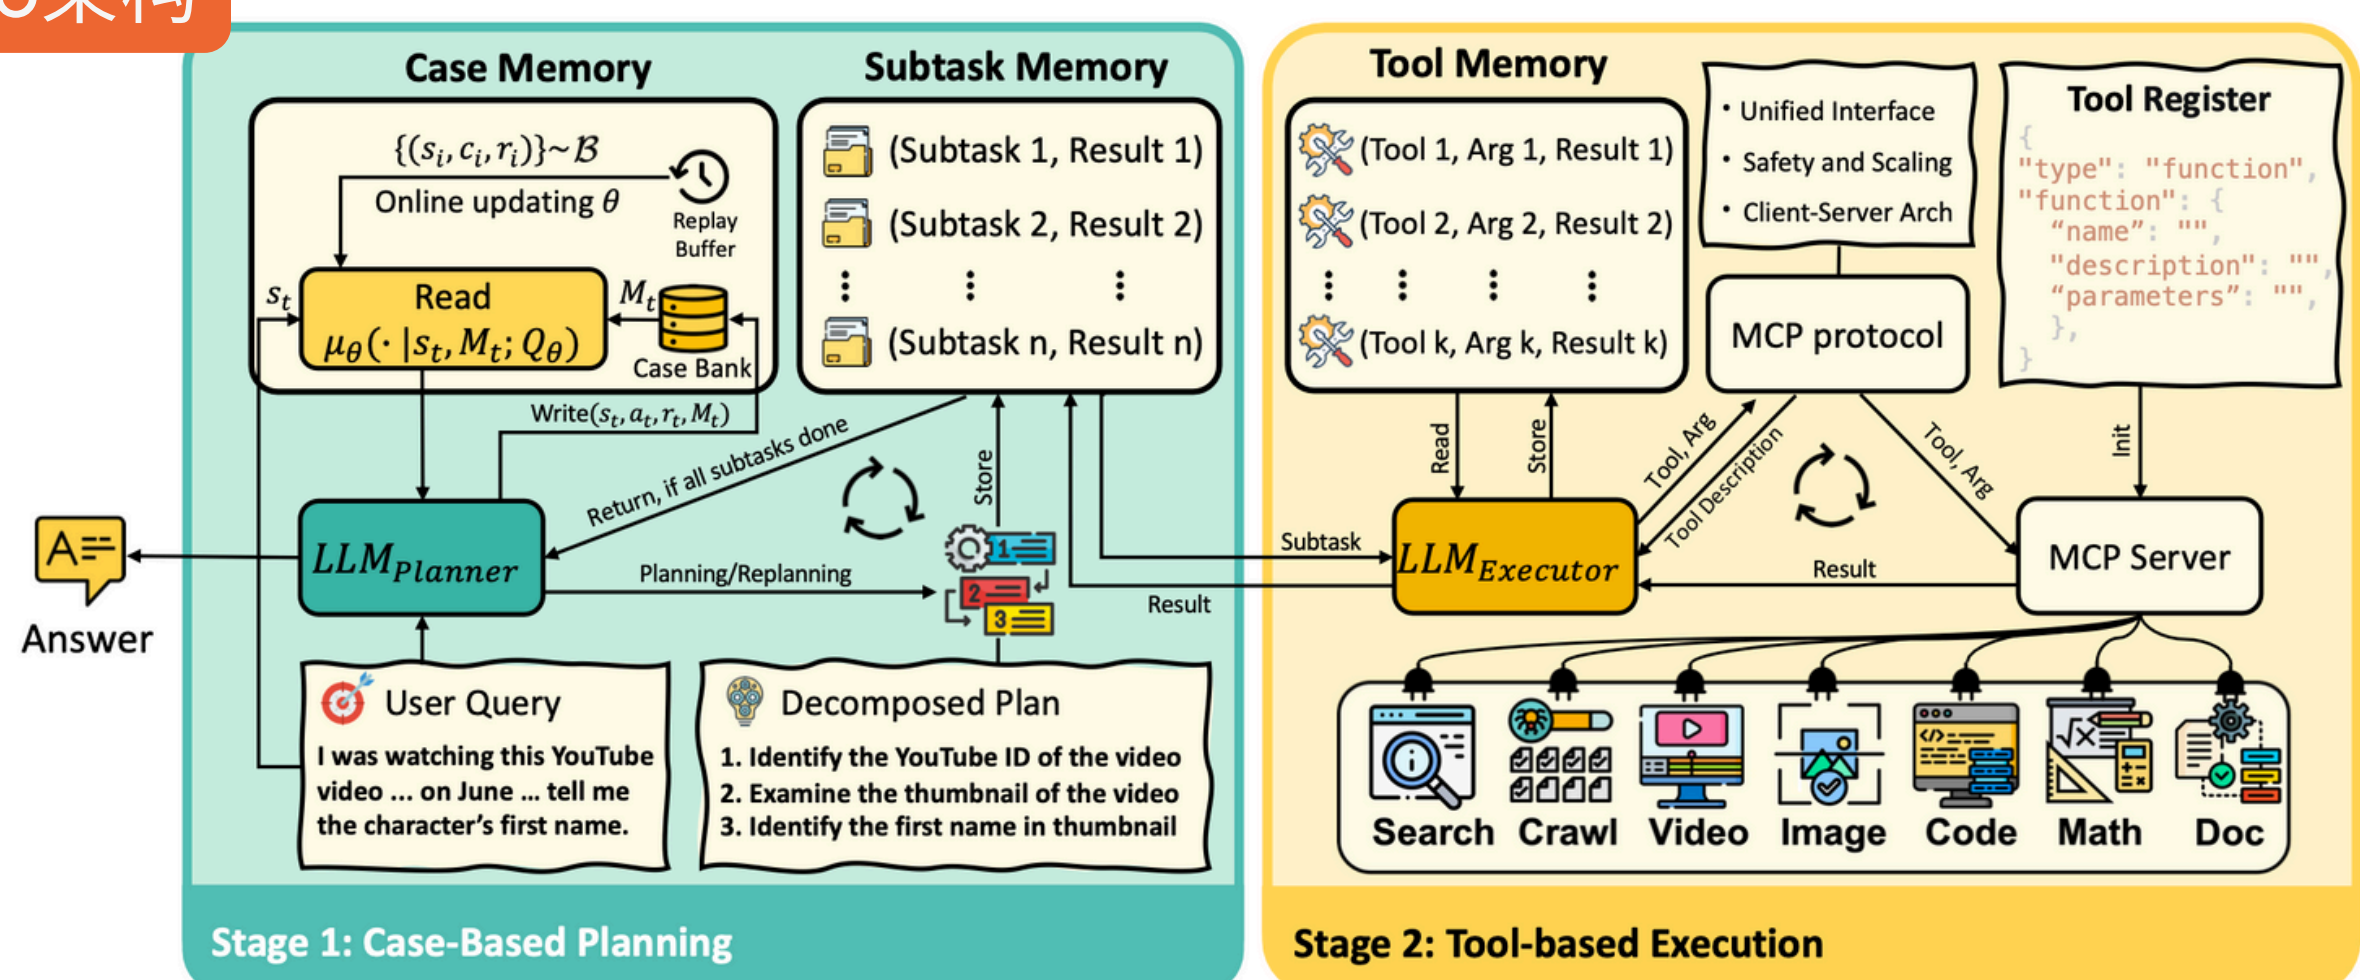 架构
Case Memory
{(s_i, c_i, r_i)}~ℬ
Online updating θ
Replay
Buffer
s_t
Read
μ_θ(· |s_t, M_t; Q_θ)
M_t
Case Bank
Write(s_t, a_t, r_t, M_t)
Subtask Memory
(Subtask 1, Result 1)
(Subtask 2, Result 2)
(Subtask n, Result n)
Return, if all subtasks done
Store
LLM_Planner
Planning/Replanning
1
2
3
A
Answer
User Query
I was watching this YouTube
video ... on June ... tell me
the character's first name.
Decomposed Plan
1. Identify the YouTube ID of the video
2. Examine the thumbnail of the video
3. Identify the first name in thumbnail
Stage 1: Case-Based Planning
Subtask
Result
Tool Memory
(Tool 1, Arg 1, Result 1)
(Tool 2, Arg 2, Result 2)
(Tool k, Arg k, Result k)
• Unified Interface
• Safety and Scaling
• Client-Server Arch
MCP protocol
Tool Register
{
"type": "function",
"function": {
“name”: "",
"description": "",
“parameters”: "",
},
}
Read
Store
Tool, Arg
Tool Description
Tool, Arg
Init
LLM_Executor
Result
MCP Server
Search
Crawl
Video
Image
Code
Math
Doc
Stage 2: Tool-based Execution